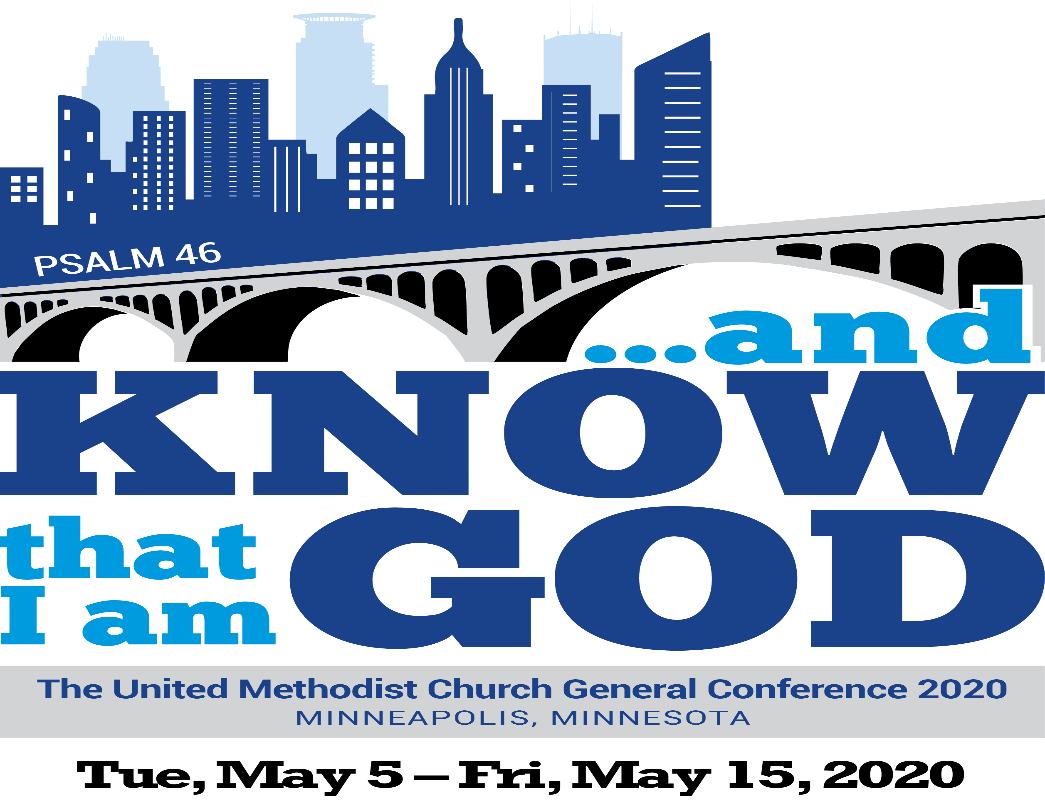 PSALM 46
...and
KNOW
that
I am
GOD
The United Methodist Church General Conference 2020
MINNEAPOLIS, MINNESOTA
Tue, May 5 – Fri, May 15, 2020